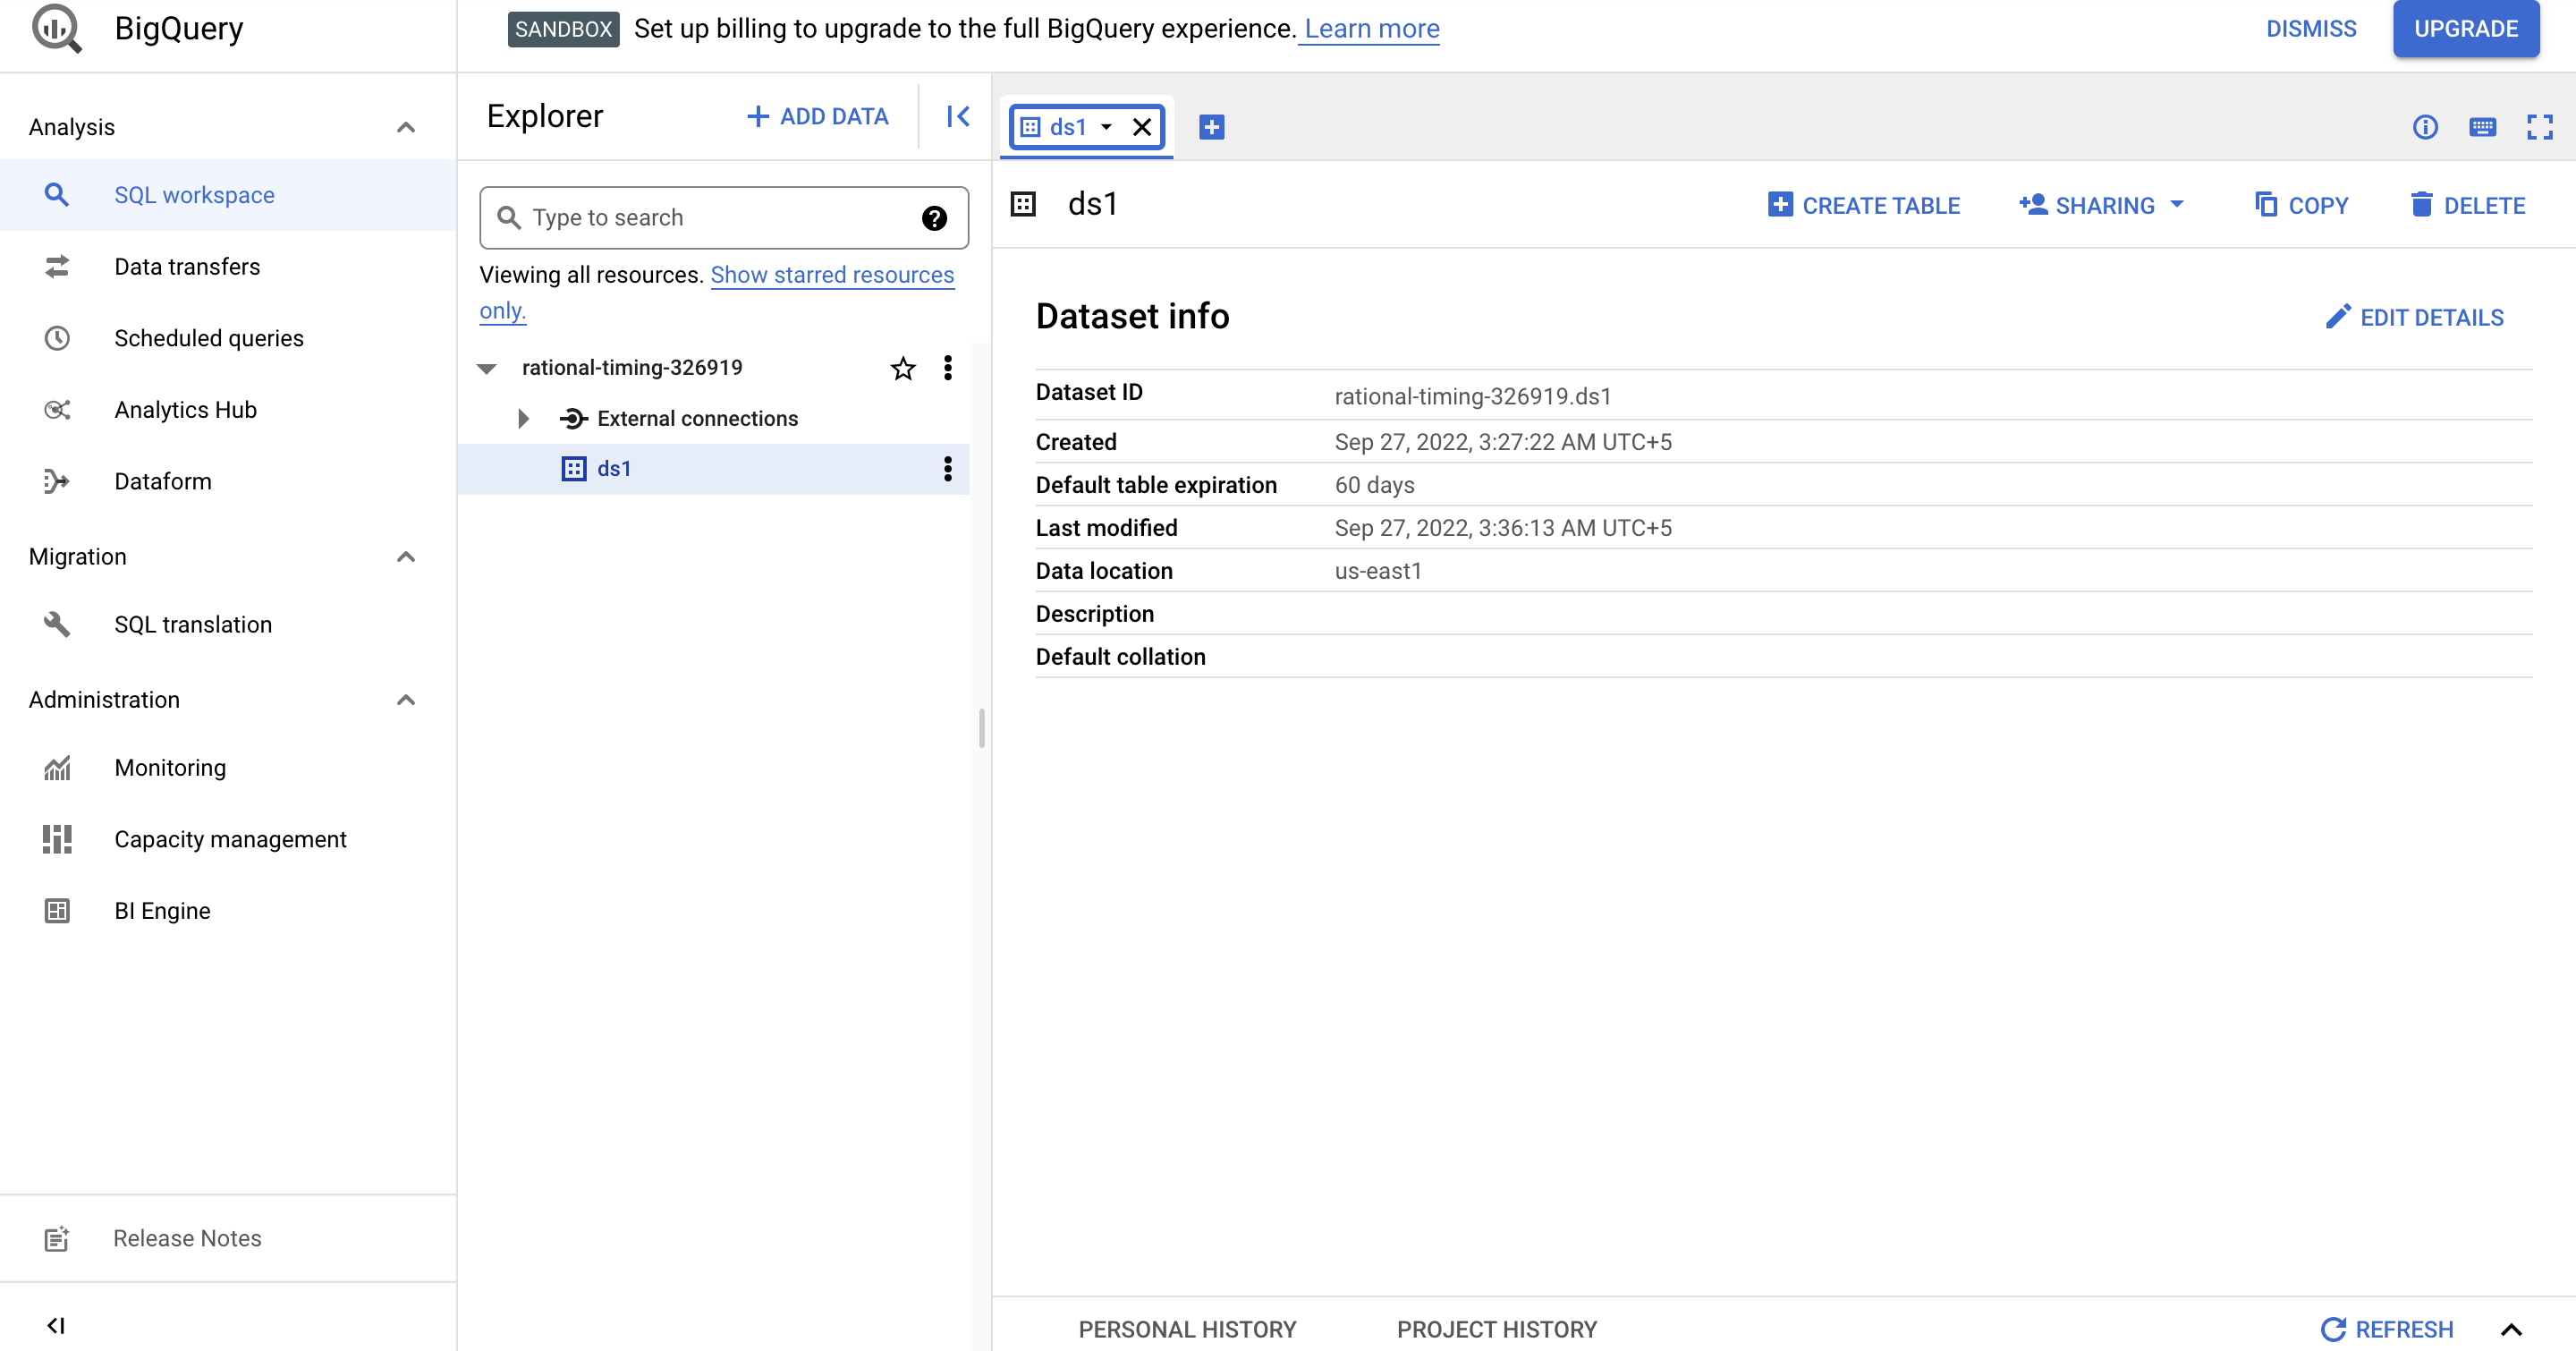 BigQuery
SANDBOX Set up billing to upgrade to the full BigQuery experience. Learn more
DISMISS
UPGRADE
Analysis
SQL workspace
Data transfers
Scheduled queries
Analytics Hub
Dataform
Migration
SQL translation
Administration
Monitoring
Capacity management
BI Engine
Release Notes
Explorer
ADD DATA
Type to search
Viewing all resources. Show starred resources
only.
rational-timing-326919
External connections
ds1
ds1
ds1
CREATE TABLE
SHARING
COPY
DELETE
Dataset info
EDIT DETAILS
Dataset ID rational-timing-326919.ds1
Created Sep 27, 2022, 3:27:22 AM UTC+5
Default table expiration 60 days
Last modified Sep 27, 2022, 3:36:13 AM UTC+5
Data location us-east1
Description
Default collation
PERSONAL HISTORY
PROJECT HISTORY
REFRESH